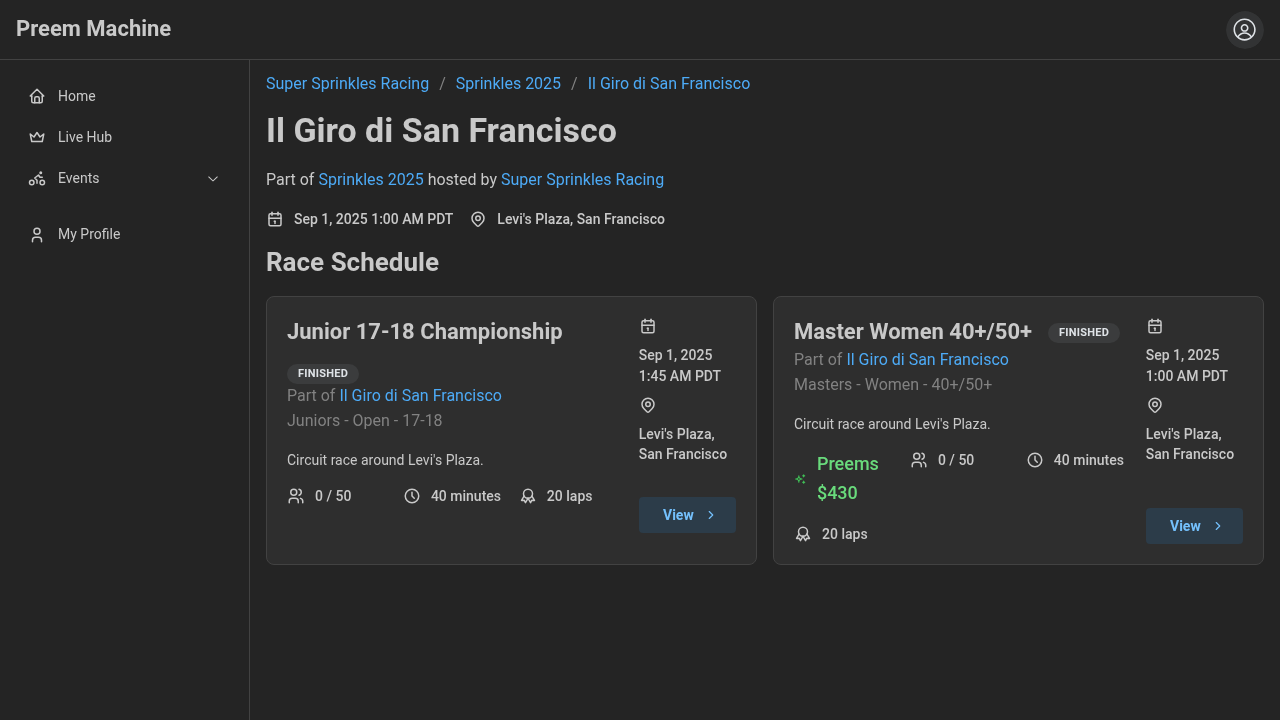 Preem Machine
Home
Live Hub
Events
My Profile
Super Sprinkles Racing / Sprinkles 2025 / Il Giro di San Francisco
Il Giro di San Francisco
Part of Sprinkles 2025 hosted by Super Sprinkles Racing
Sep 1, 2025 1:00 AM PDT Levi's Plaza, San Francisco
Race Schedule
Junior 17-18 Championship
FINISHED
Part of Il Giro di San Francisco
Juniors - Open - 17-18
Circuit race around Levi's Plaza.
0 / 50 40 minutes 20 laps
Sep 1, 2025
1:45 AM PDT
Levi's Plaza,
San Francisco
View
Master Women 40+/50+ FINISHED
Part of Il Giro di San Francisco
Masters - Women - 40+/50+
Circuit race around Levi's Plaza.
Preems
$430
0 / 50 40 minutes
20 laps
Sep 1, 2025
1:00 AM PDT
Levi's Plaza,
San Francisco
View